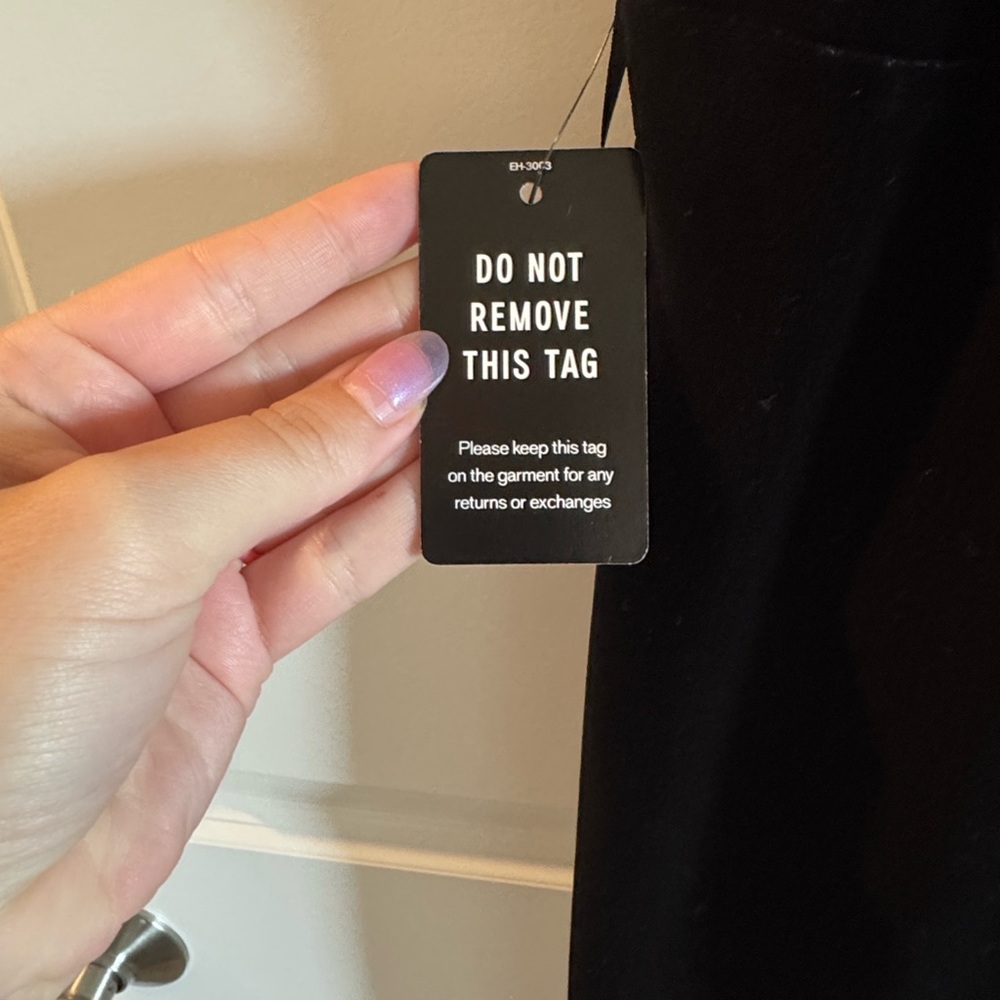 DO NOT
REMOVE
THIS TAG
Please keep this tag
on the garment for any
returns or exchanges